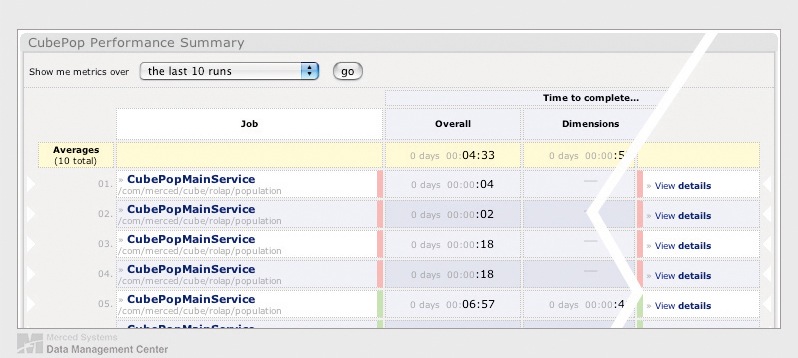 CubePop Performance Summary
Show me metrics over the last 10 runs go
Time to complete...
Job Overall Dimensions
Averages
(10 total) 0 days 00:04:33 0 days 00:00:5
01. » CubePopMainService 0 days 00:00:04 — » View details
/com/merced/cube/rolap/population
02. » CubePopMainService 0 days 00:00:02 — » View details
/com/merced/cube/rolap/population
03. » CubePopMainService 0 days 00:00:18 — » View details
/com/merced/cube/rolap/population
04. » CubePopMainService 0 days 00:00:18 — » View details
/com/merced/cube/rolap/population
05. » CubePopMainService 0 days 00:06:57 0 days 00:00:4 » View details
/com/merced/cube/rolap/population
Merced Systems
Data Management Center